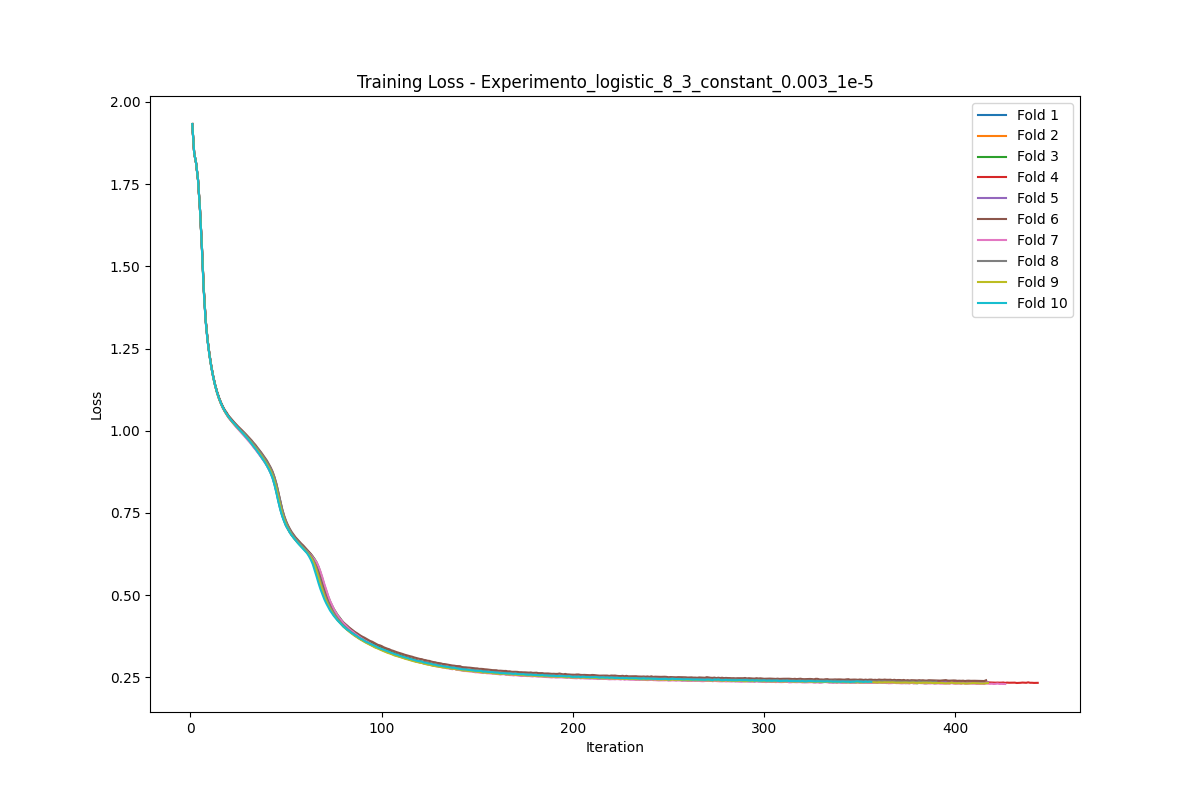 Training Loss - Experimento_logistic_8_3_constant_0.003_1e-5
2.00
1.75
1.50
1.25
1.00
0.75
0.50
0.25
Loss
0
100
200
300
400
Iteration
Fold 1
Fold 2
Fold 3
Fold 4
Fold 5
Fold 6
Fold 7
Fold 8
Fold 9
Fold 10